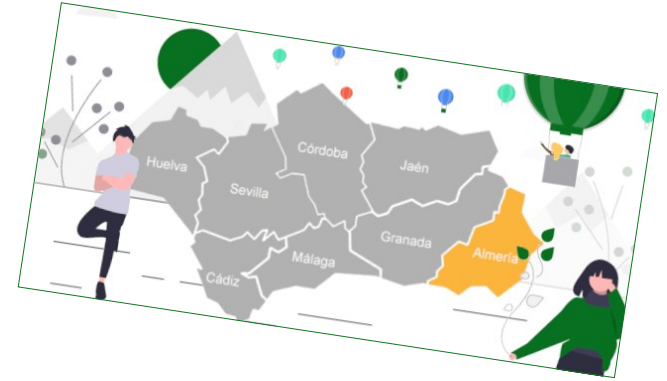 Córdoba
Jaén
Huelva
Sevilla
Granada
Almería
Málaga
Cádiz